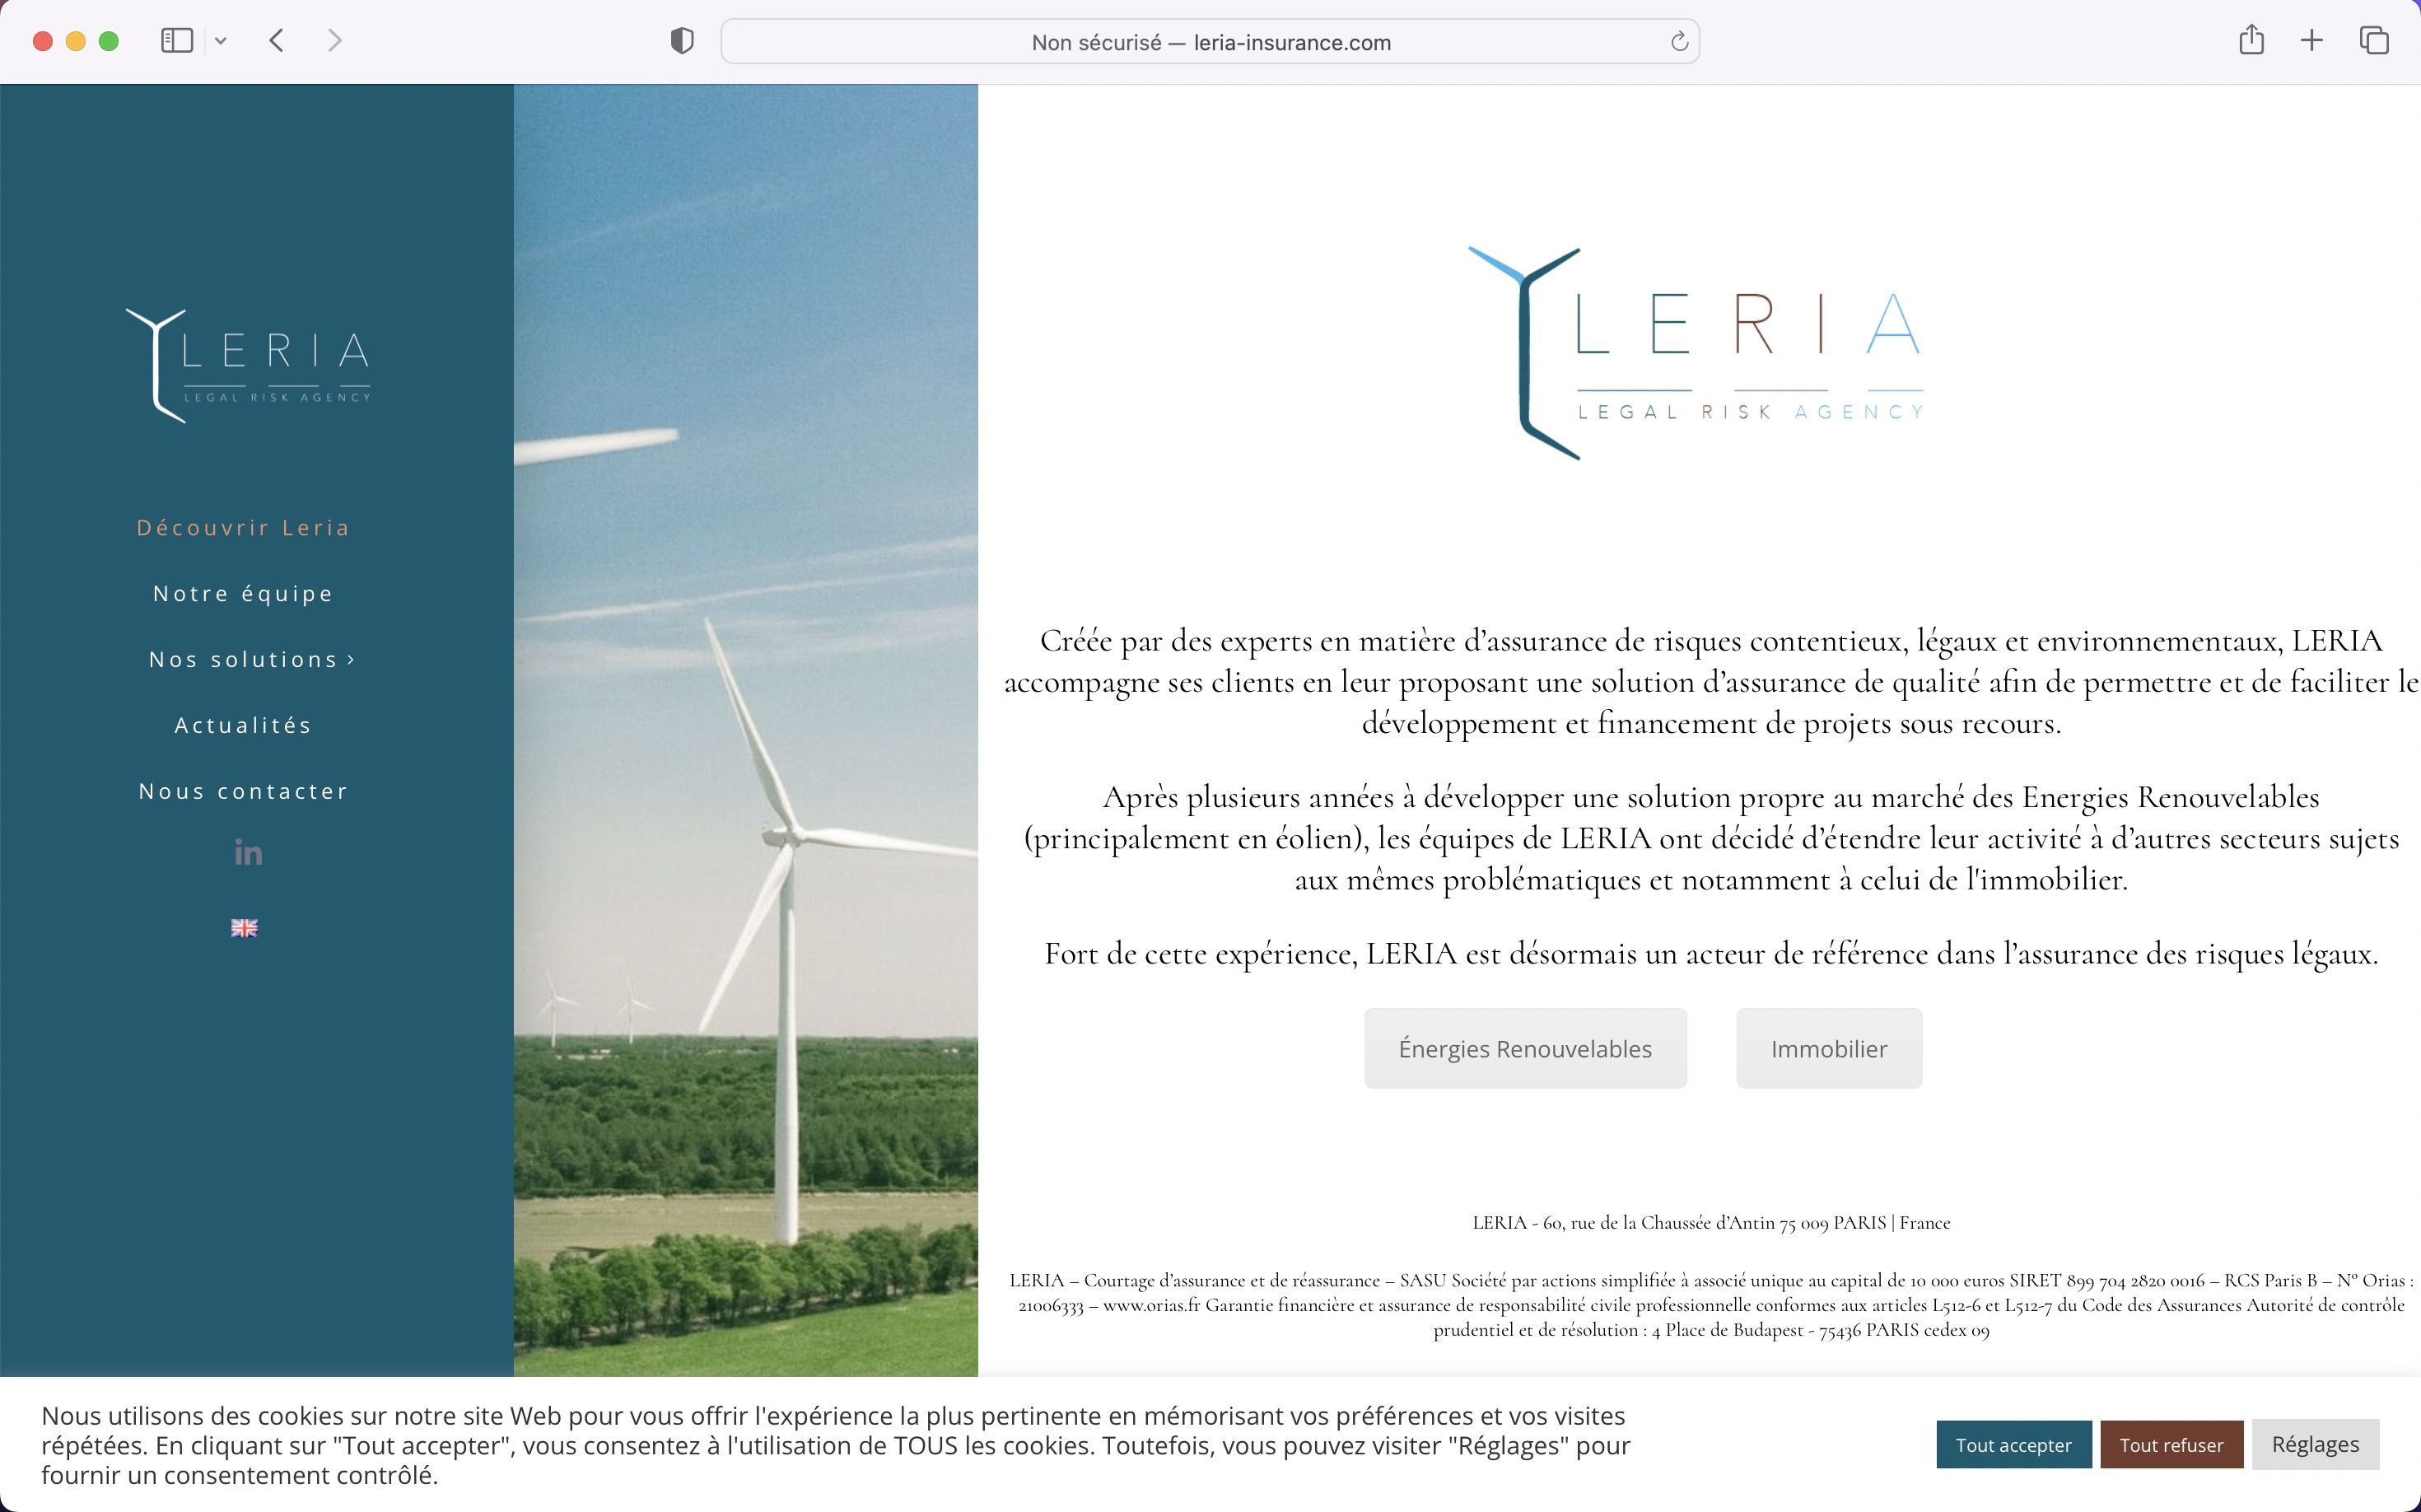 Non sécurisé — leria-insurance.com
LERIA
LEGAL RISK AGENCY
Découvrir Leria
Notre équipe
Nos solutions ›
Actualités
Nous contacter
in
LERIA
LEGAL RISK AGENCY
Créée par des experts en matière d’assurance de risques contentieux, légaux et environnementaux, LERIA
accompagne ses clients en leur proposant une solution d’assurance de qualité afin de permettre et de faciliter le
développement et financement de projets sous recours.
Après plusieurs années à développer une solution propre au marché des Energies Renouvelables
(principalement en éolien), les équipes de LERIA ont décidé d’étendre leur activité à d’autres secteurs sujets
aux mêmes problématiques et notamment à celui de l'immobilier.
Fort de cette expérience, LERIA est désormais un acteur de référence dans l’assurance des risques légaux.
Énergies Renouvelables
Immobilier
LERIA - 60, rue de la Chaussée d’Antin 75 009 PARIS | France
LERIA – Courtage d’assurance et de réassurance – SASU Société par actions simplifiée à associé unique au capital de 10 000 euros SIRET 899 704 2820 0016 – RCS Paris B – N° Orias :
21006333 – www.orias.fr Garantie financière et assurance de responsabilité civile professionnelle conformes aux articles L512-6 et L512-7 du Code des Assurances Autorité de contrôle
prudentiel et de résolution : 4 Place de Budapest - 75436 PARIS cedex 09
Nous utilisons des cookies sur notre site Web pour vous offrir l'expérience la plus pertinente en mémorisant vos préférences et vos visites
répétées. En cliquant sur "Tout accepter", vous consentez à l'utilisation de TOUS les cookies. Toutefois, vous pouvez visiter "Réglages" pour
fournir un consentement contrôlé.
Tout accepter
Tout refuser
Réglages